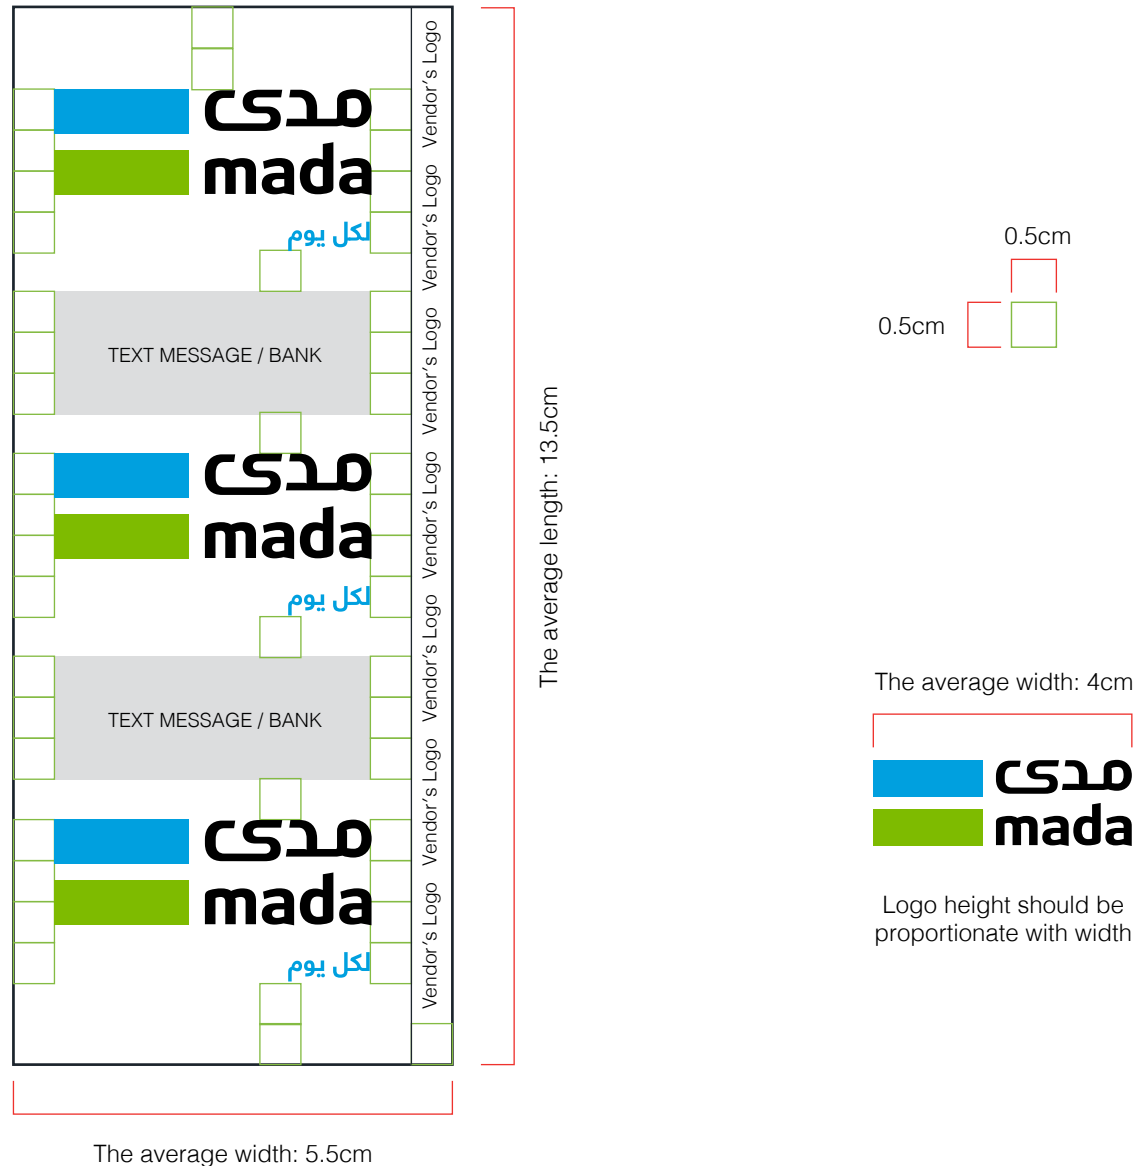 مدى
mada
لكل يوم
TEXT MESSAGE / BANK
مدى
mada
لكل يوم
TEXT MESSAGE / BANK
مدى
mada
لكل يوم
Vendor's Logo
Vendor's Logo
Vendor's Logo
Vendor's Logo
Vendor's Logo
Vendor's Logo
Vendor's Logo
The average length: 13.5cm
The average width: 5.5cm
0.5cm
0.5cm
The average width: 4cm
مدى
mada
Logo height should be
proportionate with width